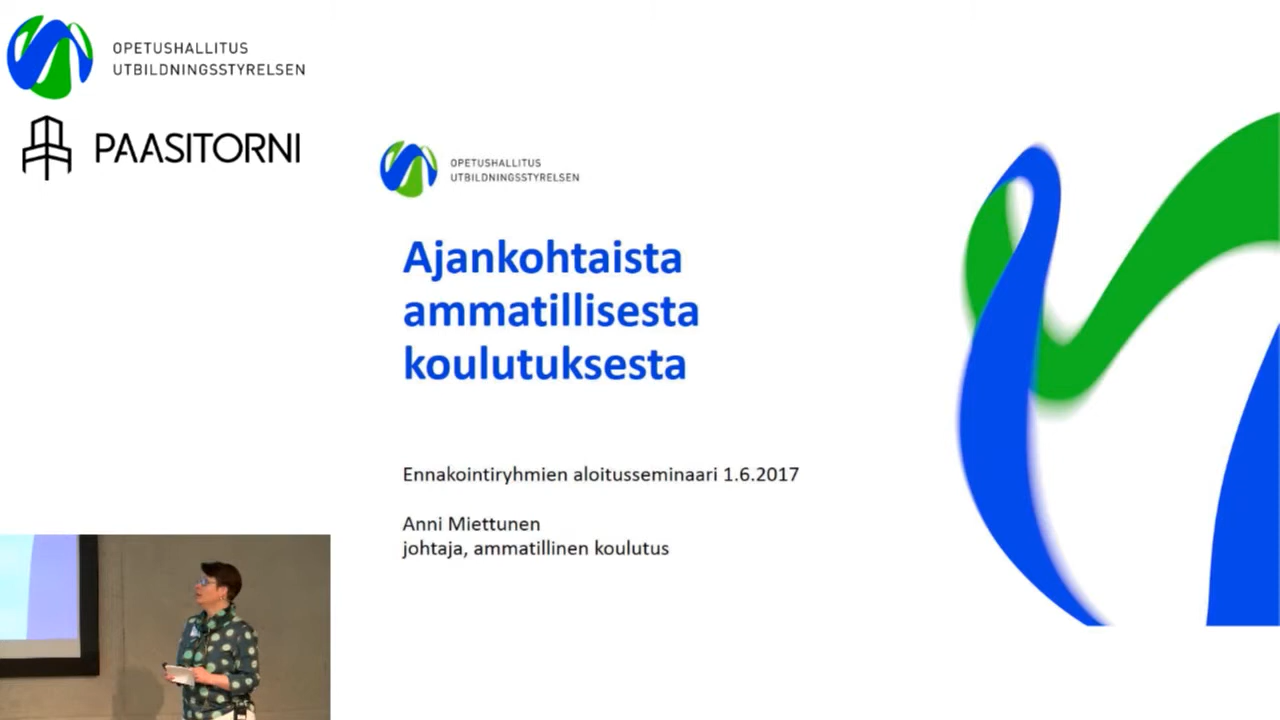 OPETUSHALLITUS
UTBILDNINGSSTYRELSEN
PAASITORNI
OPETUSHALLITUS
UTBILDNINGSSTYRELSEN
Ajankohtaista
ammatillisesta
koulutuksesta
Ennakointiryhmien aloitusseminaari 1.6.2017
Anni Miettunen
johtaja, ammatillinen koulutus